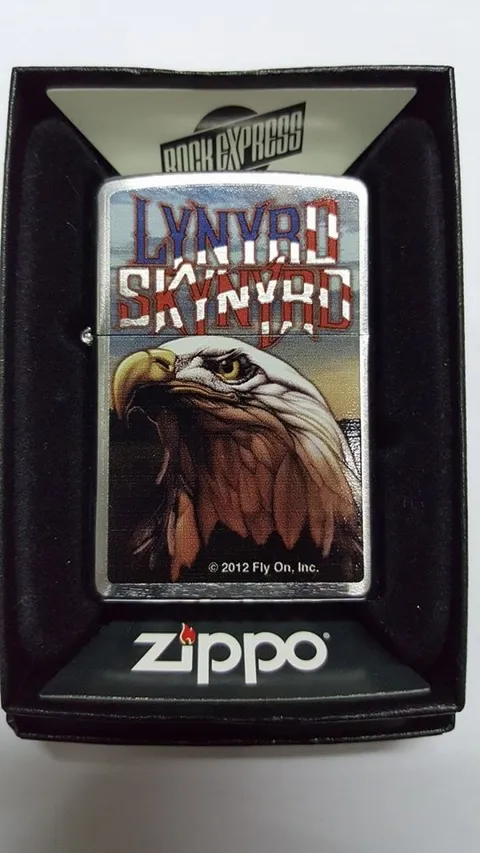 ROCK EXPRESS
LYNYRD
SKYNYRD
© 2012 Fly On, Inc.
zippo